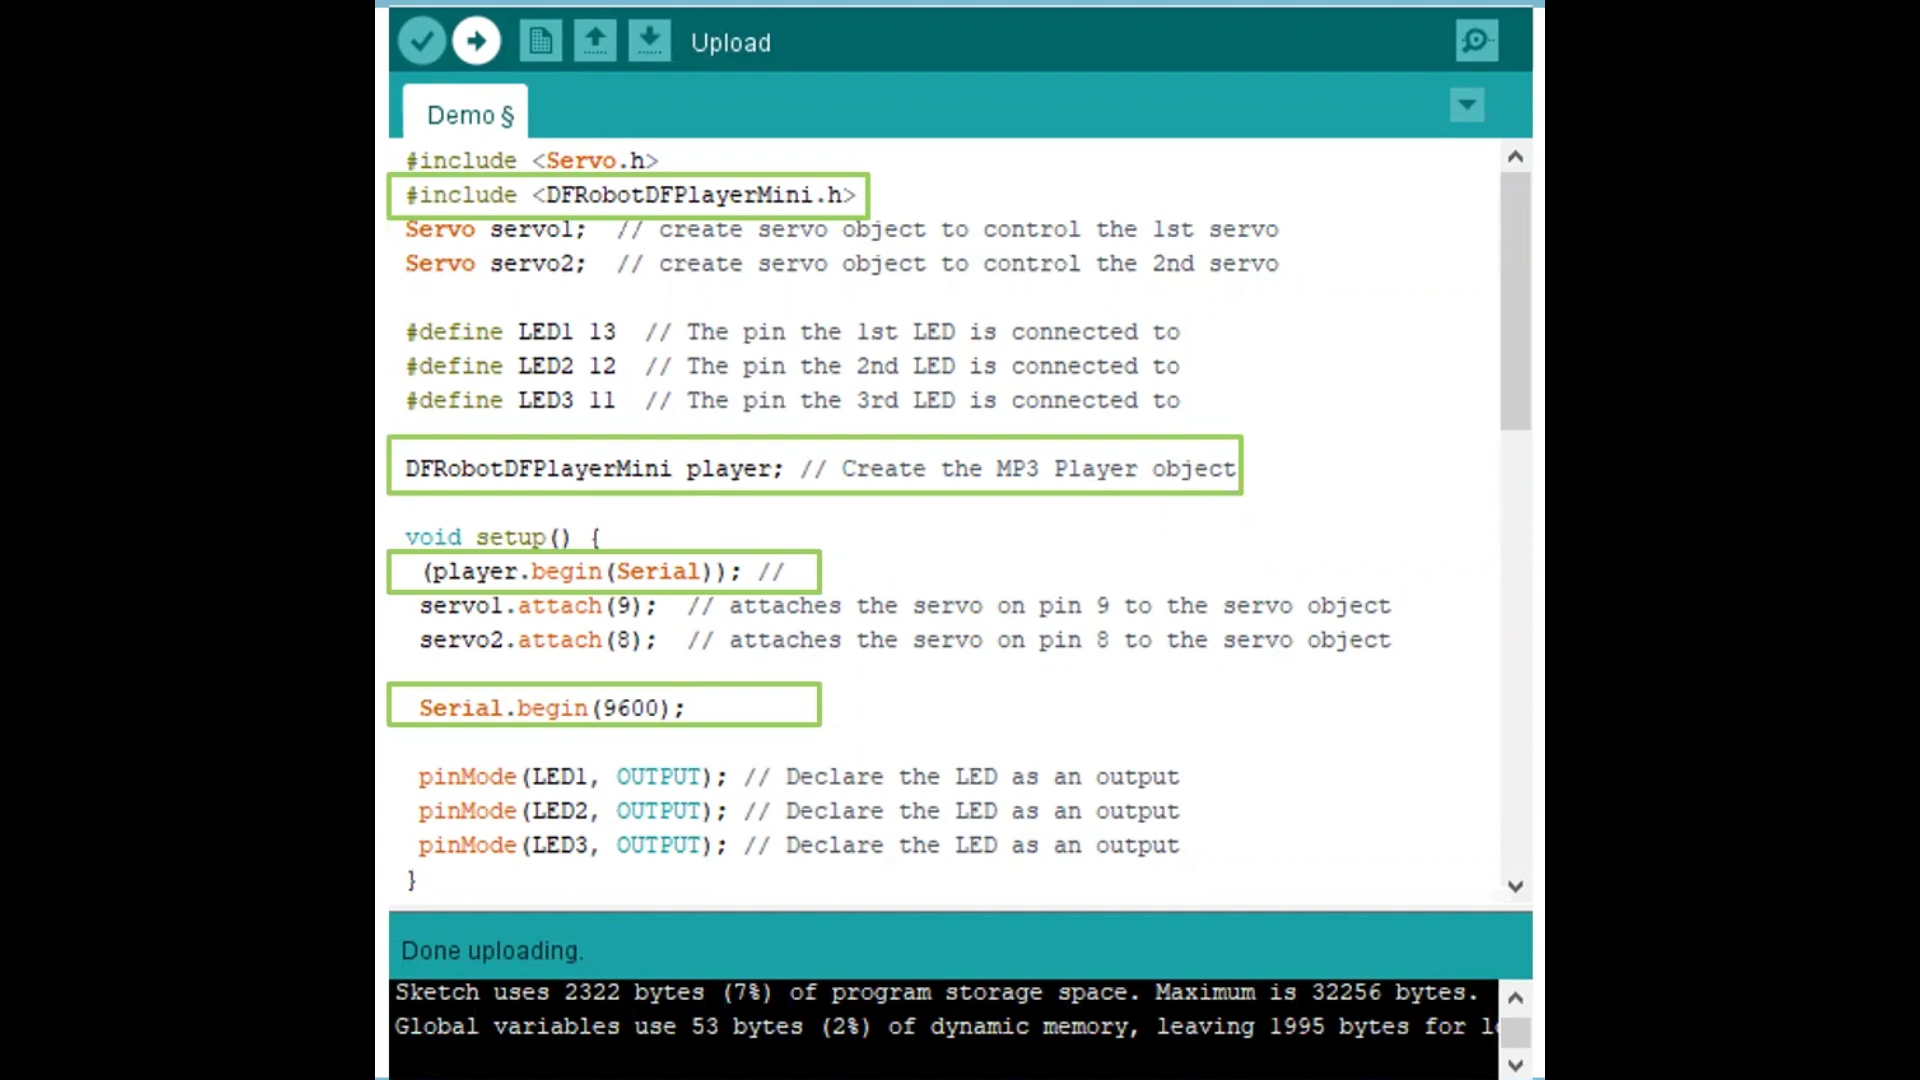 Upload
Demo §
#include <Servo.h>
#include <DFRobotDFPlayerMini.h>
Servo servo1;  // create servo object to control the 1st servo
Servo servo2;  // create servo object to control the 2nd servo
#define LED1 13  // The pin the 1st LED is connected to
#define LED2 12  // The pin the 2nd LED is connected to
#define LED3 11  // The pin the 3rd LED is connected to
DFRobotDFPlayerMini player; // Create the MP3 Player object
void setup() {
(player.begin(Serial)); //
servo1.attach(9);  // attaches the servo on pin 9 to the servo object
servo2.attach(8);  // attaches the servo on pin 8 to the servo object
Serial.begin(9600);
pinMode(LED1, OUTPUT); // Declare the LED as an output
pinMode(LED2, OUTPUT); // Declare the LED as an output
pinMode(LED3, OUTPUT); // Declare the LED as an output
}
Done uploading.
Sketch uses 2322 bytes (7%) of program storage space. Maximum is 32256 bytes.
Global variables use 53 bytes (2%) of dynamic memory, leaving 1995 bytes for